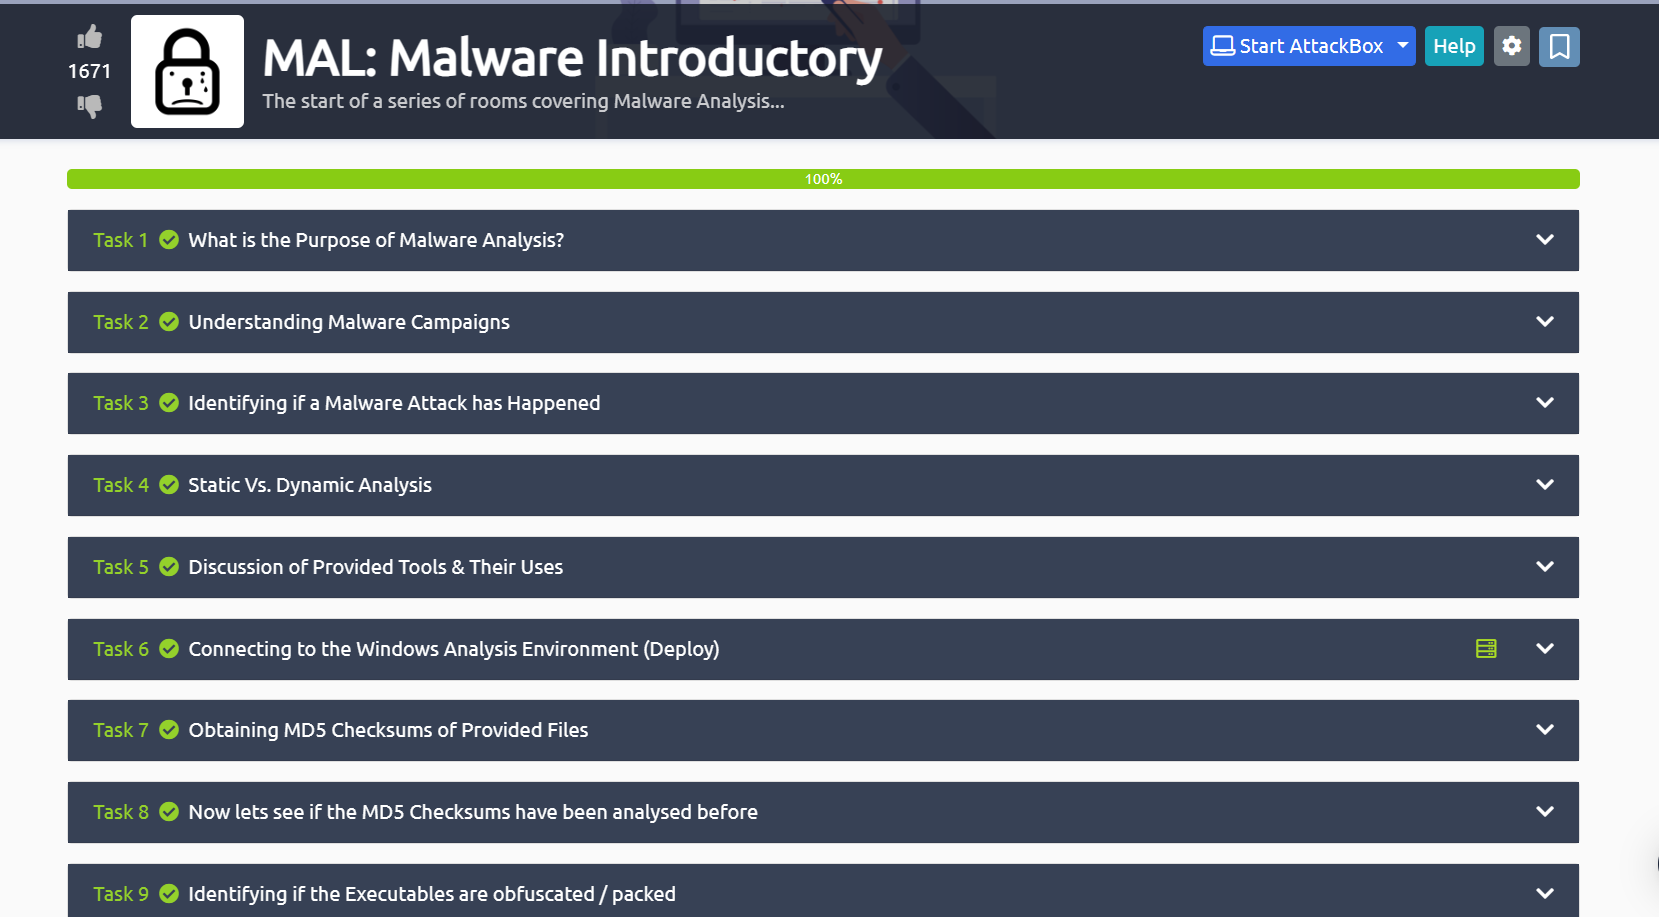 MAL: Malware Introductory
The start of a series of rooms covering Malware Analysis...
1671
Start AttackBox
Help
100%
Task 1 What is the Purpose of Malware Analysis?
Task 2 Understanding Malware Campaigns
Task 3 Identifying if a Malware Attack has Happened
Task 4 Static Vs. Dynamic Analysis
Task 5 Discussion of Provided Tools & Their Uses
Task 6 Connecting to the Windows Analysis Environment (Deploy)
Task 7 Obtaining MD5 Checksums of Provided Files
Task 8 Now lets see if the MD5 Checksums have been analysed before
Task 9 Identifying if the Executables are obfuscated / packed